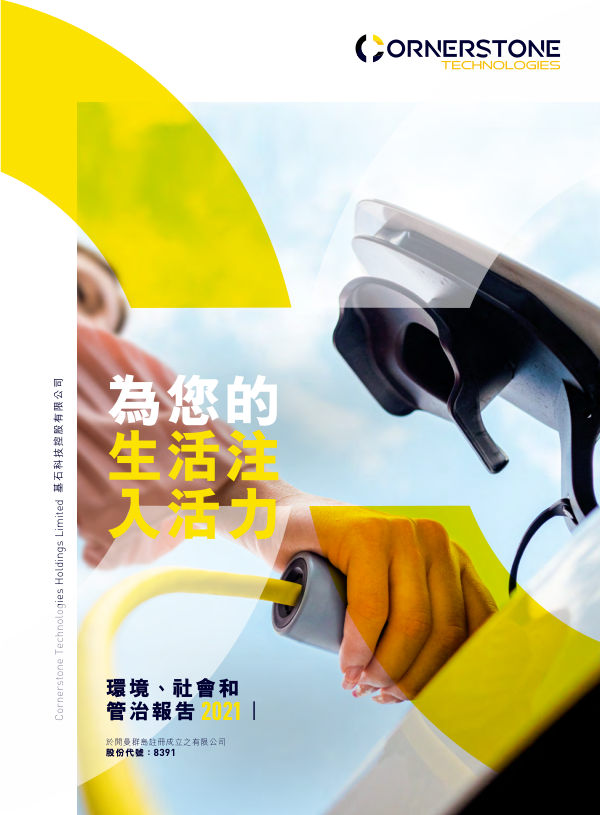 CORNERSTONE
TECHNOLOGIES
為您的
生活注
入活力
Cornerstone Technologies Holdings Limited 基石科技控股有限公司
環境、社會和
管治報告 2021
於開曼群島註冊成立之有限公司
股份代號：8391